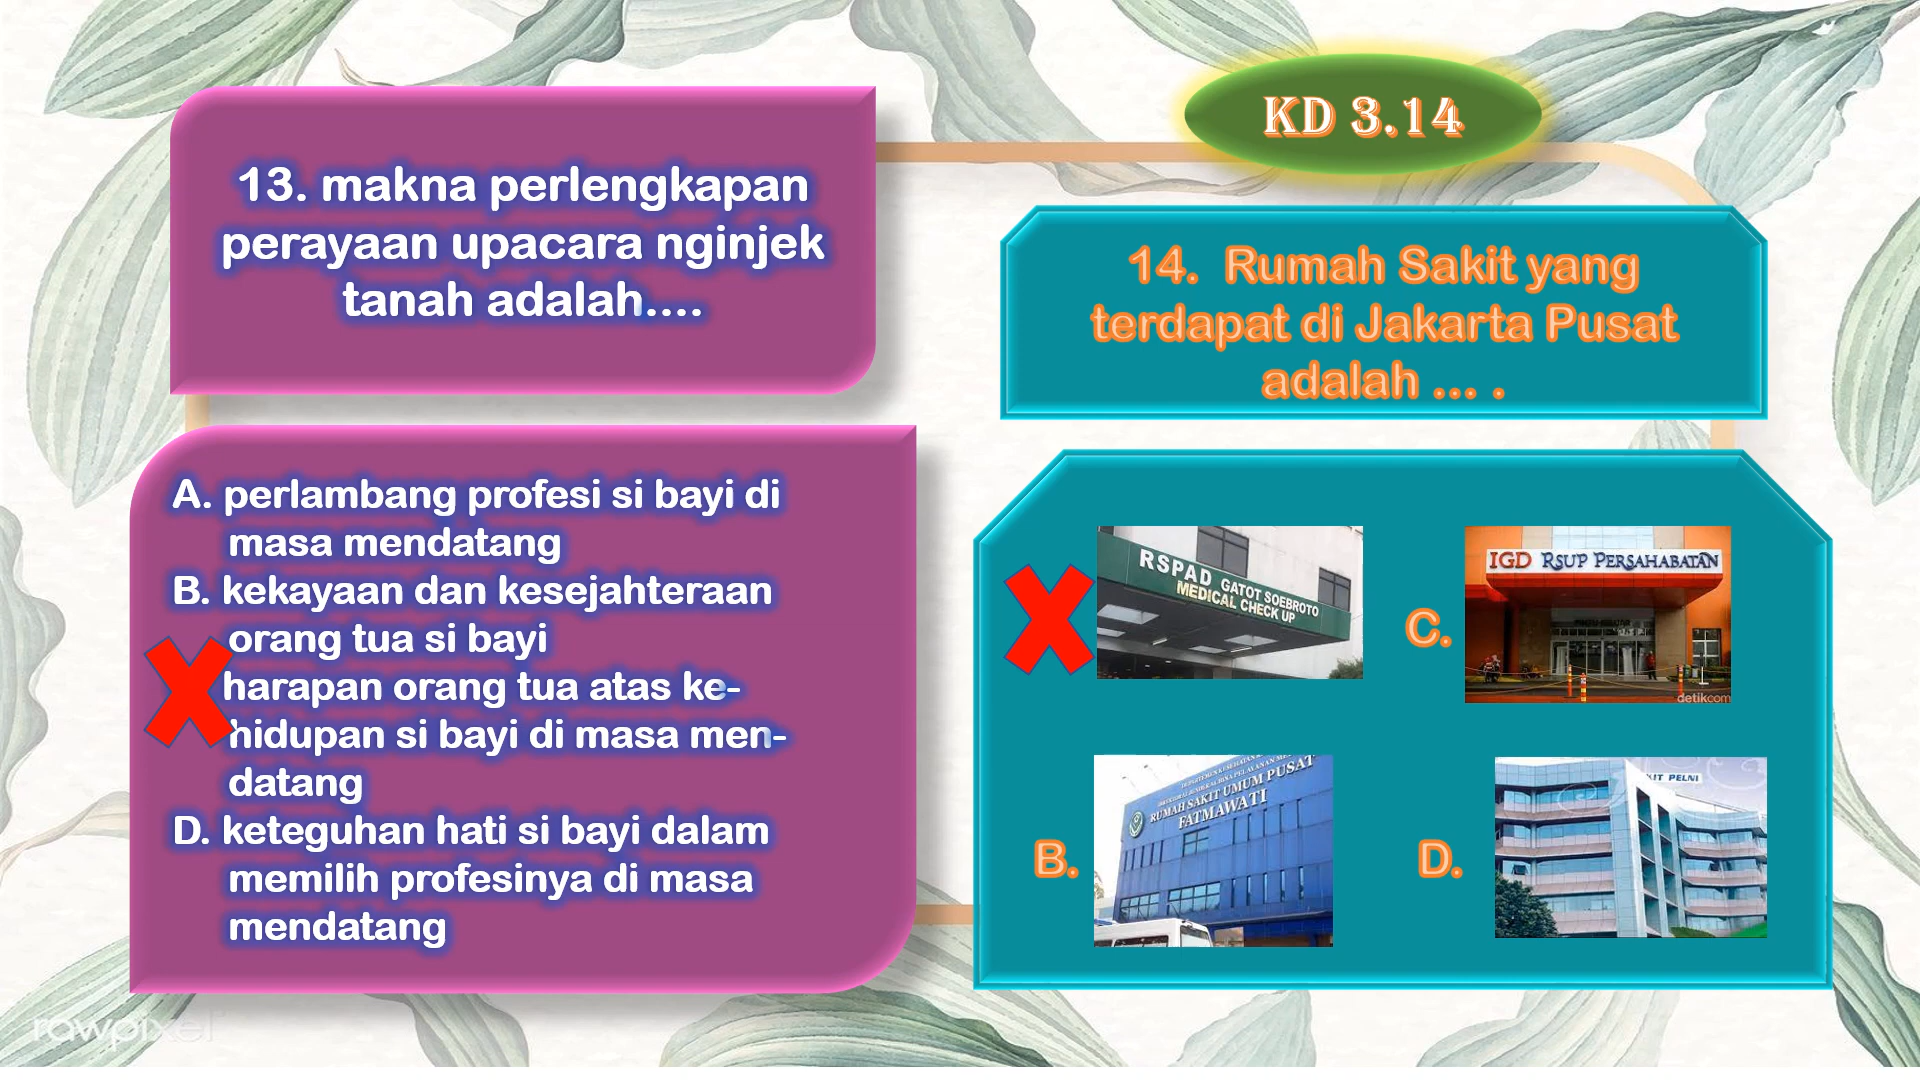 KD 3.14
13. makna perlengkapan
perayaan upacara nginjek
tanah adalah....
A. perlambang profesi si bayi di
masa mendatang
B. kekayaan dan kesejahteraan
orang tua si bayi
harapan orang tua atas ke-
hidupan si bayi di masa men-
datang
D. keteguhan hati si bayi dalam
memilih profesinya di masa
mendatang
14. Rumah Sakit yang
terdapat di Jakarta Pusat
adalah ... .
RSPAD GATOT SOEBROTO
MEDICAL CHECK UP
C.
IGD RSUP PERSAHABATAN
detikcom
B.
RUMAH SAKIT UMUM PUSAT
FATMAWATI
D.
PELNI
rawpixel